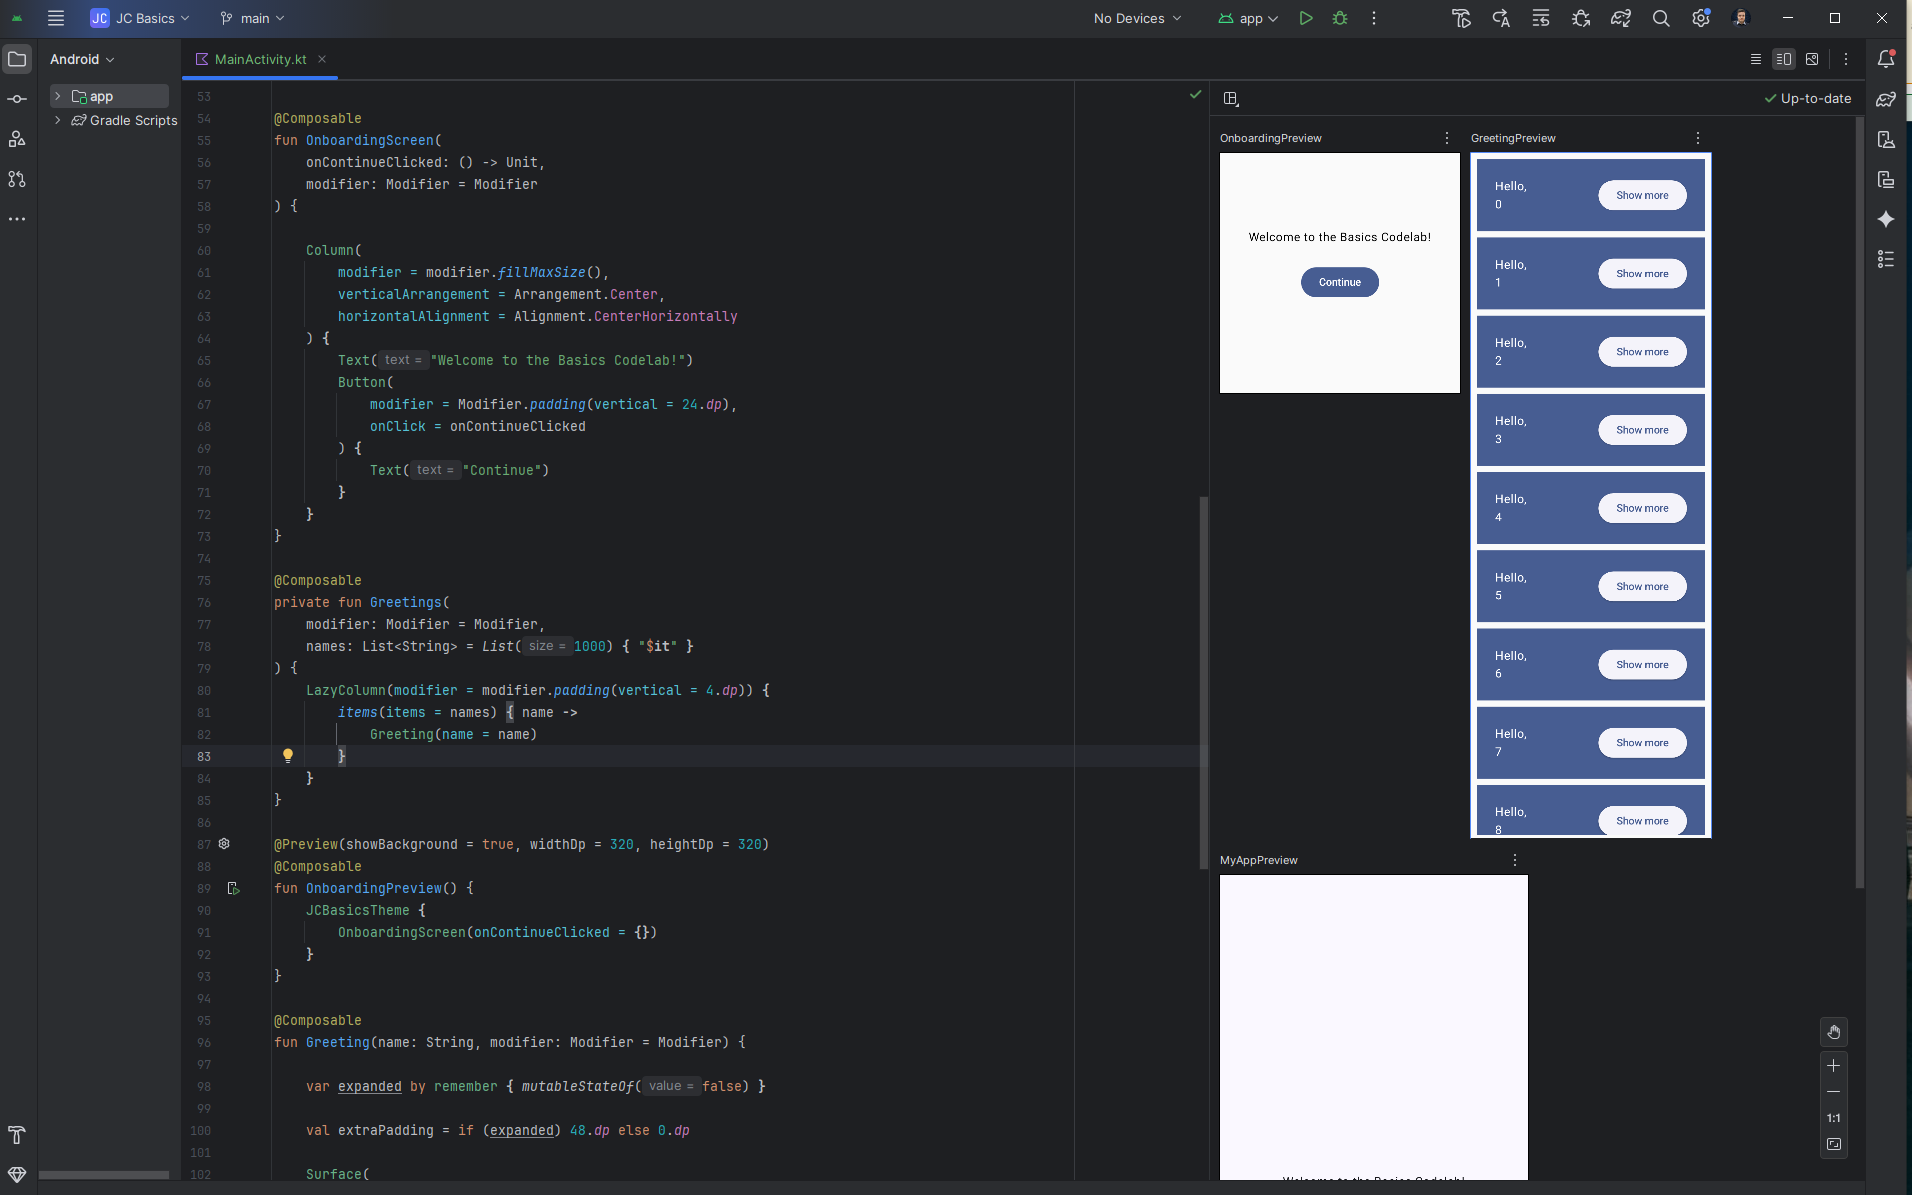 JC JC Basics main No Devices app
Android
MainActivity.kt
app
Gradle Scripts
53
54 @Composable
55 fun OnboardingScreen(
56 onContinueClicked: () -> Unit,
57 modifier: Modifier = Modifier
58 ) {
59
60 Column(
61 modifier = modifier.fillMaxSize(),
62 verticalArrangement = Arrangement.Center,
63 horizontalAlignment = Alignment.CenterHorizontally
64 ) {
65 Text( text = "Welcome to the Basics Codelab!")
66 Button(
67 modifier = Modifier.padding(vertical = 24.dp),
68 onClick = onContinueClicked
69 ) {
70 Text( text = "Continue")
71 }
72 }
73 }
74
75 @Composable
76 private fun Greetings(
77 modifier: Modifier = Modifier,
78 names: List<String> = List( size = 1000) { "$it" }
79 ) {
80 LazyColumn(modifier = modifier.padding(vertical = 4.dp)) {
81 items(items = names) { name ->
82 Greeting(name = name)
83 }
84 }
85 }
86
87 @Preview(showBackground = true, widthDp = 320, heightDp = 320)
88 @Composable
89 fun OnboardingPreview() {
90 JCBasicsTheme {
91 OnboardingScreen(onContinueClicked = {})
92 }
93 }
94
95 @Composable
96 fun Greeting(name: String, modifier: Modifier = Modifier) {
97
98 var expanded by remember { mutableStateOf( value = false) }
99
100 val extraPadding = if (expanded) 48.dp else 0.dp
101
102 Surface(
Up-to-date
OnboardingPreview
Welcome to the Basics Codelab!
Continue
GreetingPreview
Hello,
0
Show more
Hello,
1
Show more
Hello,
2
Show more
Hello,
3
Show more
Hello,
4
Show more
Hello,
5
Show more
Hello,
6
Show more
Hello,
7
Show more
Hello,
8
Show more
MyAppPreview
Welcome to the Basics Codelab!
1:1